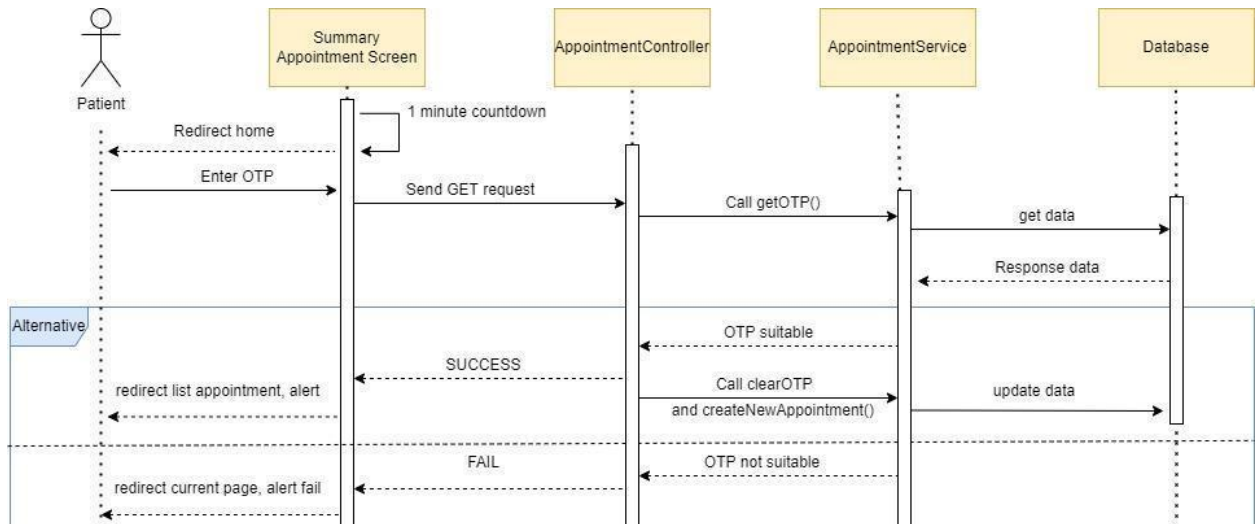 Summary
Appointment Screen
AppointmentController
AppointmentService
Database
Patient
1 minute countdown
Redirect home
Enter OTP
Send GET request
Call getOTP()
get data
Response data
Alternative
OTP suitable
SUCCESS
Call clearOTP
and createNewAppointment()
update data
redirect list appointment, alert
OTP not suitable
FAIL
redirect current page, alert fail